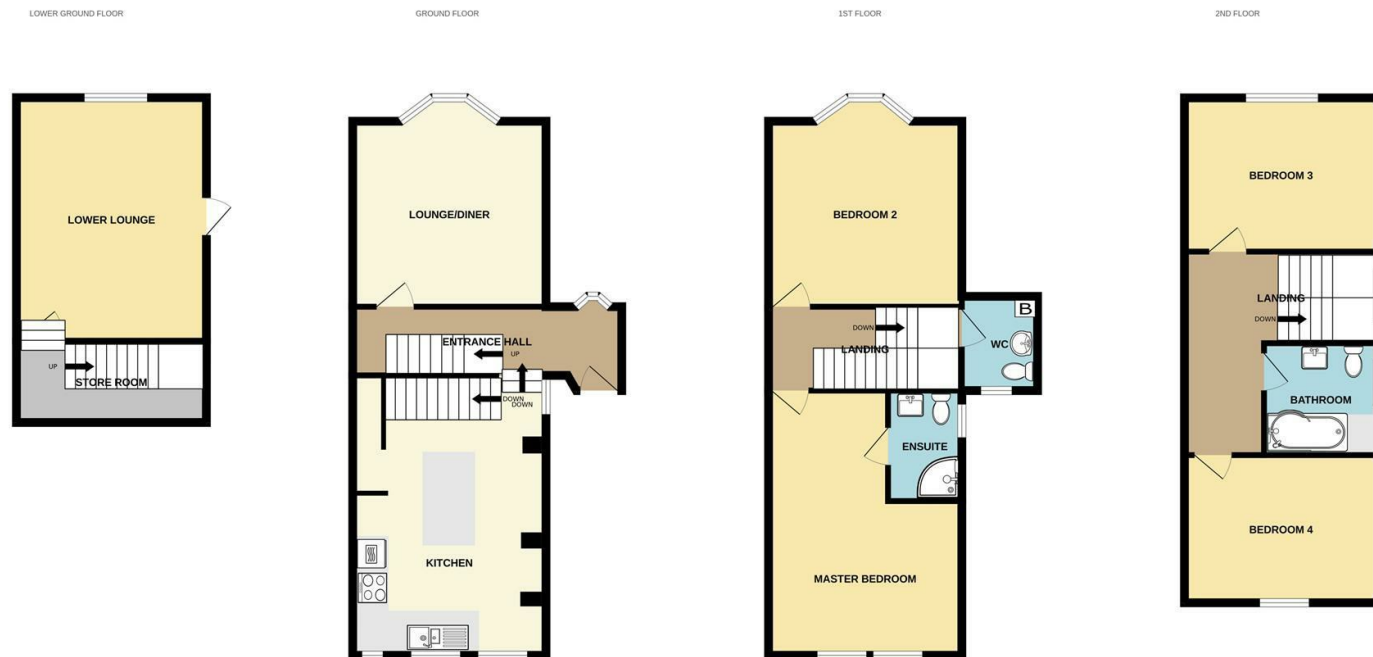 LOWER GROUND FLOOR
GROUND FLOOR
1ST FLOOR
2ND FLOOR
LOWER LOUNGE
UP
STORE ROOM
LOUNGE/DINER
ENTRANCE HALL
UP
DOWN
DOWN
KITCHEN
BEDROOM 2
DOWN
LANDING
B
WC
ENSUITE
MASTER BEDROOM
BEDROOM 3
LANDING
DOWN
BATHROOM
BEDROOM 4